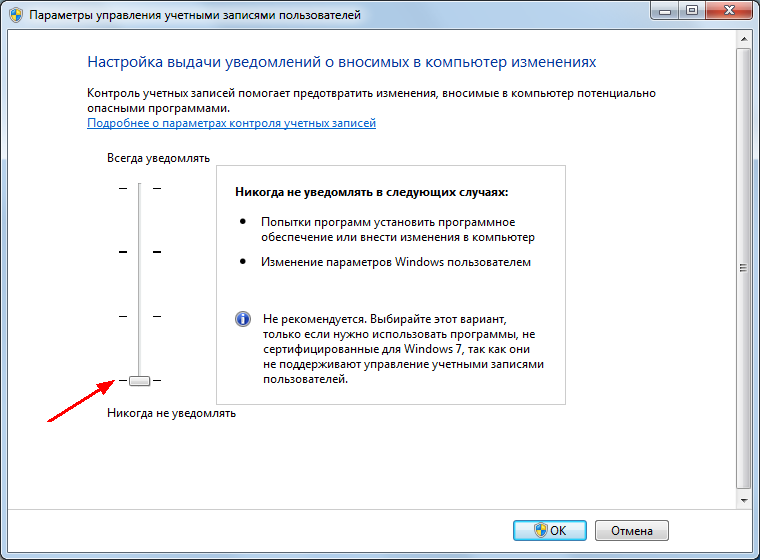 Параметры управления учетными записями пользователей
Настройка выдачи уведомлений о вносимых в компьютер изменениях
Контроль учетных записей помогает предотвратить изменения, вносимые в компьютер потенциально
опасными программами.
Подробнее о параметрах контроля учетных записей
Всегда уведомлять
Никогда не уведомлять в следующих случаях:
Попытки программ установить программное
обеспечение или внести изменения в компьютер
Изменение параметров Windows пользователем
Не рекомендуется. Выбирайте этот вариант,
только если нужно использовать программы, не
сертифицированные для Windows 7, так как они
не поддерживают управление учетными записями
пользователей.
Никогда не уведомлять
OK
Отмена